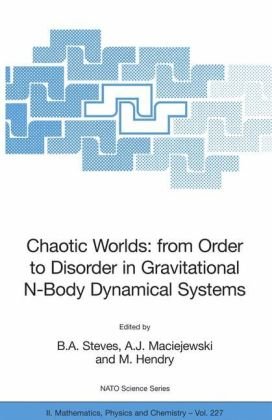 Chaotic Worlds: from Order
to Disorder in Gravitational
N-Body Dynamical Systems
Edited by
B.A. Steves, A.J. Maciejewski
and M. Hendry
NATO Science Series
II. Mathematics, Physics and Chemistry – Vol. 227